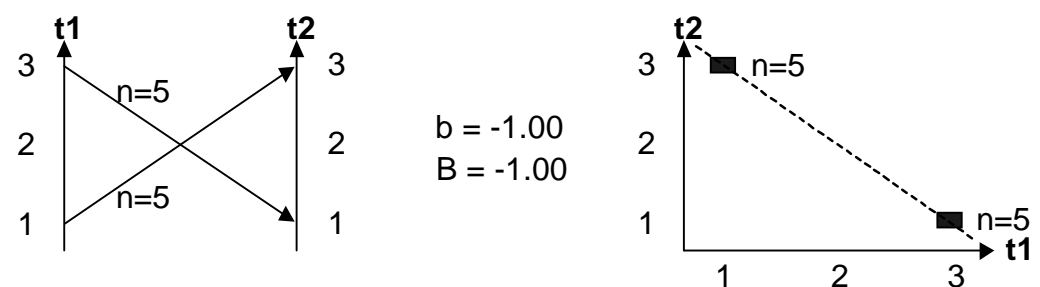 t1 t2
3 3
n=5
2 2
n=5
1 1
b = -1.00
B = -1.00
t2
3 n=5
2
1 n=5
t1
1 2 3